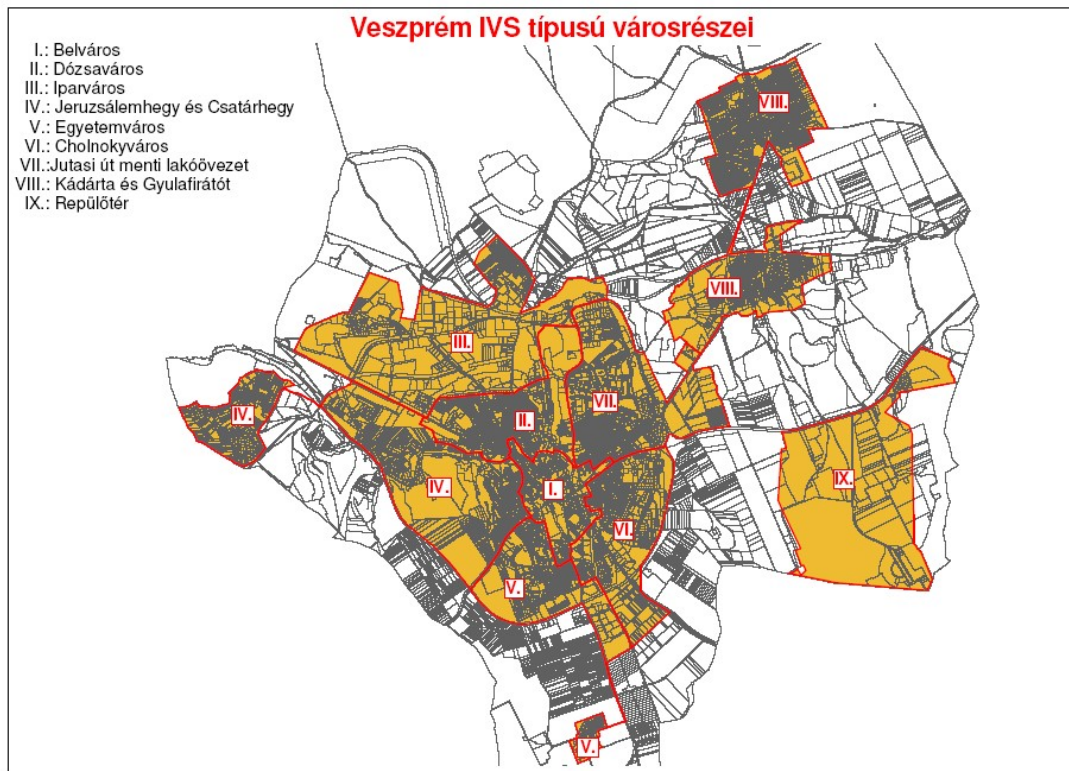 Veszprém IVS típusú városrészei
I.: Belváros
II.: Dózsaváros
III.: Iparváros
IV.: Jeruzsálemhegy és Csatárhegy
V.: Egyetemváros
VI.: Cholnokyváros
VII.:Jutasi út menti lakóövezet
VIII.: Kádárta és Gyulafirátót
IX.: Repülőtér
VIII.
VIII.
III.
IV.
II.
VII.
IV.
I.
IX.
VI.
V.
V.